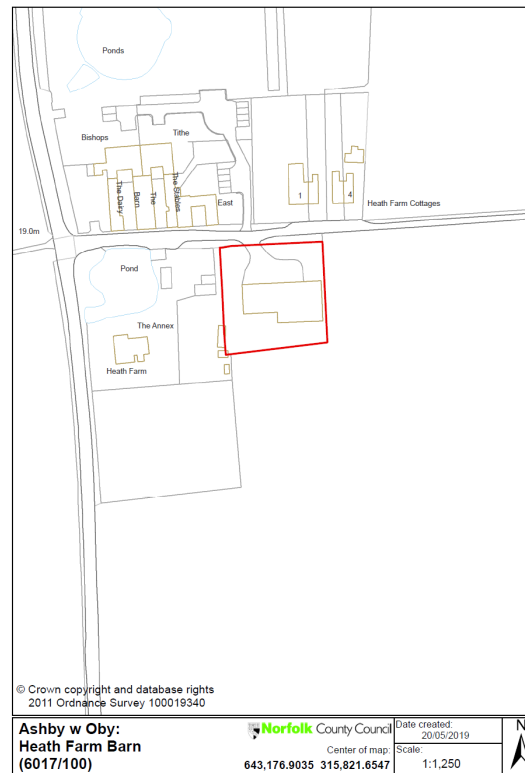 Ponds
Bishops
Tithe
The Dairy
Barn
The
The Stables
East
1
4
Heath Farm Cottages
19.0m
Pond
The Annex
Heath Farm
© Crown copyright and database rights
2011 Ordnance Survey 100019340
Ashby w Oby:
Heath Farm Barn
(6017/100)
Norfolk County Council
Center of map:
643,176.9035 315,821.6547
Date created:
20/05/2019
Scale:
1:1,250
N